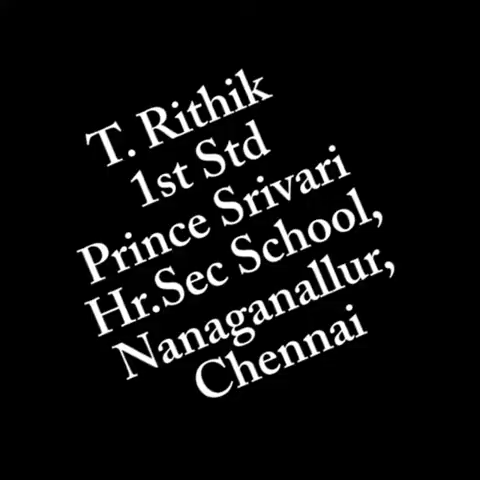 T. Rithik
1st Std
Prince Srivari
Hr.Sec School,
Nanaganallur,
Chennai